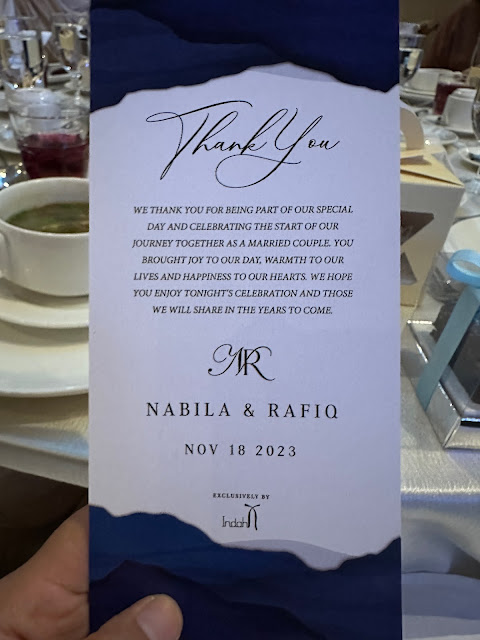 Thank You
WE THANK YOU FOR BEING PART OF OUR SPECIAL
DAY AND CELEBRATING THE START OF OUR
JOURNEY TOGETHER AS A MARRIED COUPLE. YOU
BROUGHT JOY TO OUR DAY, WARMTH TO OUR
LIVES AND HAPPINESS TO OUR HEARTS. WE HOPE
YOU ENJOY TONIGHT'S CELEBRATION AND THOSE
WE WILL SHARE IN THE YEARS TO COME.
NR
NABILA & RAFIQ
NOV 18 2023
EXCLUSIVELY BY
Indah